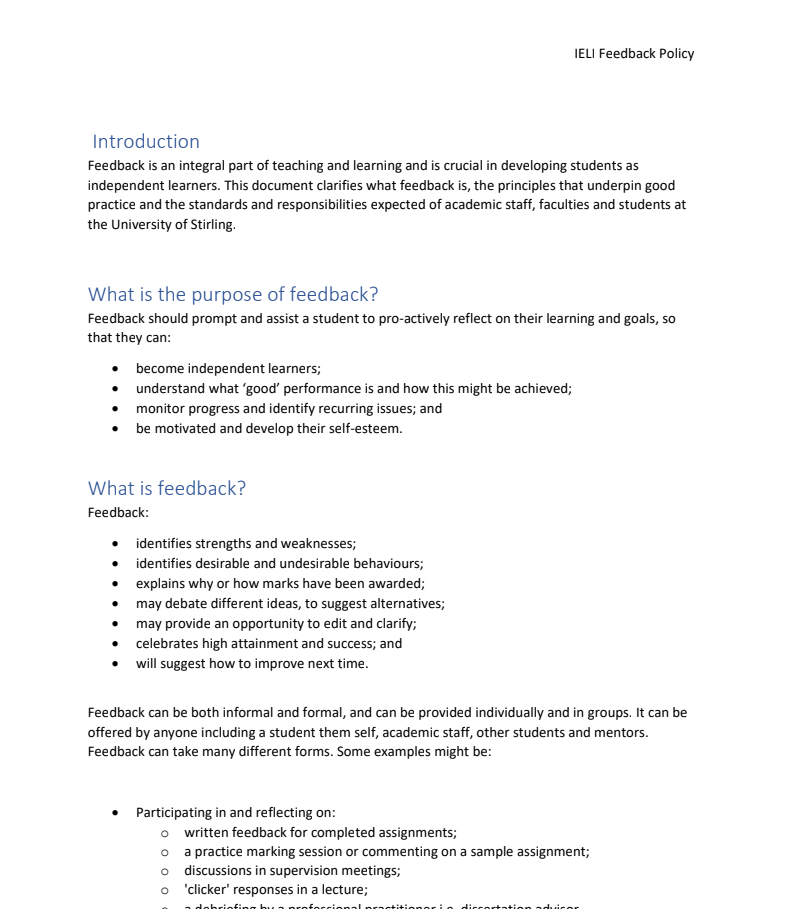 IELI Feedback Policy
Introduction
Feedback is an integral part of teaching and learning and is crucial in developing students as
independent learners. This document clarifies what feedback is, the principles that underpin good
practice and the standards and responsibilities expected of academic staff, faculties and students at
the University of Stirling.
What is the purpose of feedback?
Feedback should prompt and assist a student to pro-actively reflect on their learning and goals, so
that they can:
• become independent learners;
• understand what ‘good’ performance is and how this might be achieved;
• monitor progress and identify recurring issues; and
• be motivated and develop their self-esteem.
What is feedback?
Feedback:
• identifies strengths and weaknesses;
• identifies desirable and undesirable behaviours;
• explains why or how marks have been awarded;
• may debate different ideas, to suggest alternatives;
• may provide an opportunity to edit and clarify;
• celebrates high attainment and success; and
• will suggest how to improve next time.
Feedback can be both informal and formal, and can be provided individually and in groups. It can be
offered by anyone including a student them self, academic staff, other students and mentors.
Feedback can take many different forms. Some examples might be:
• Participating in and reflecting on:
o written feedback for completed assignments;
o a practice marking session or commenting on a sample assignment;
o discussions in supervision meetings;
o 'clicker' responses in a lecture;
o a debriefing by a professional practitioner i.e. dissertation advisor